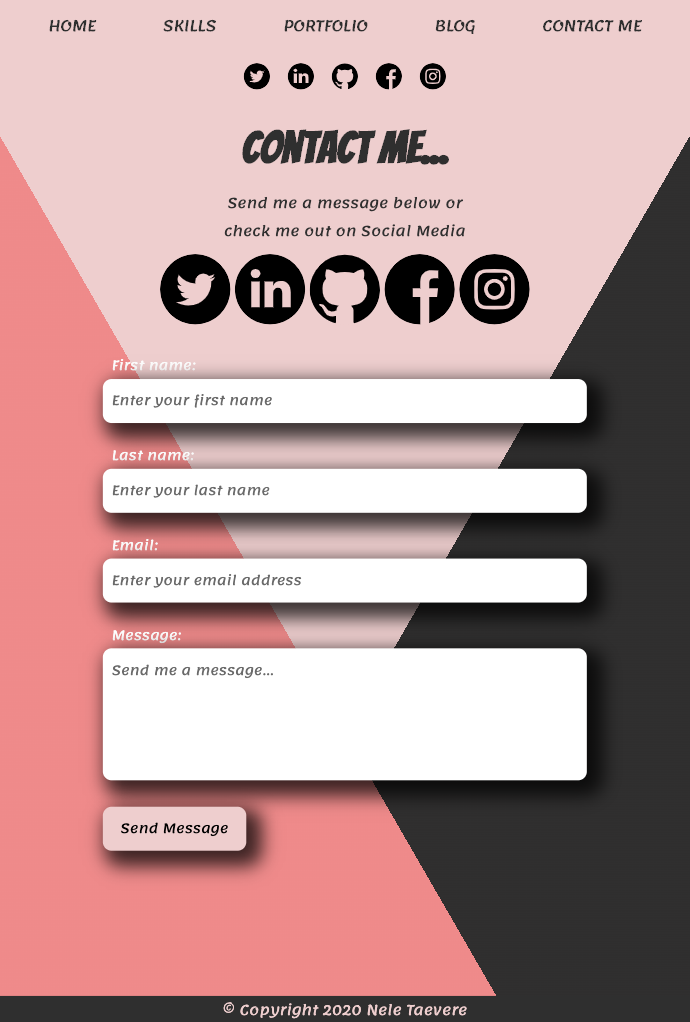 HOME SKILLS PORTFOLIO BLOG CONTACT ME
CONTACT ME...
Send me a message below or
check me out on Social Media
First name:
Enter your first name
Last name:
Enter your last name
Email:
Enter your email address
Message:
Send me a message...
Send Message
© Copyright 2020 Nele Taevere